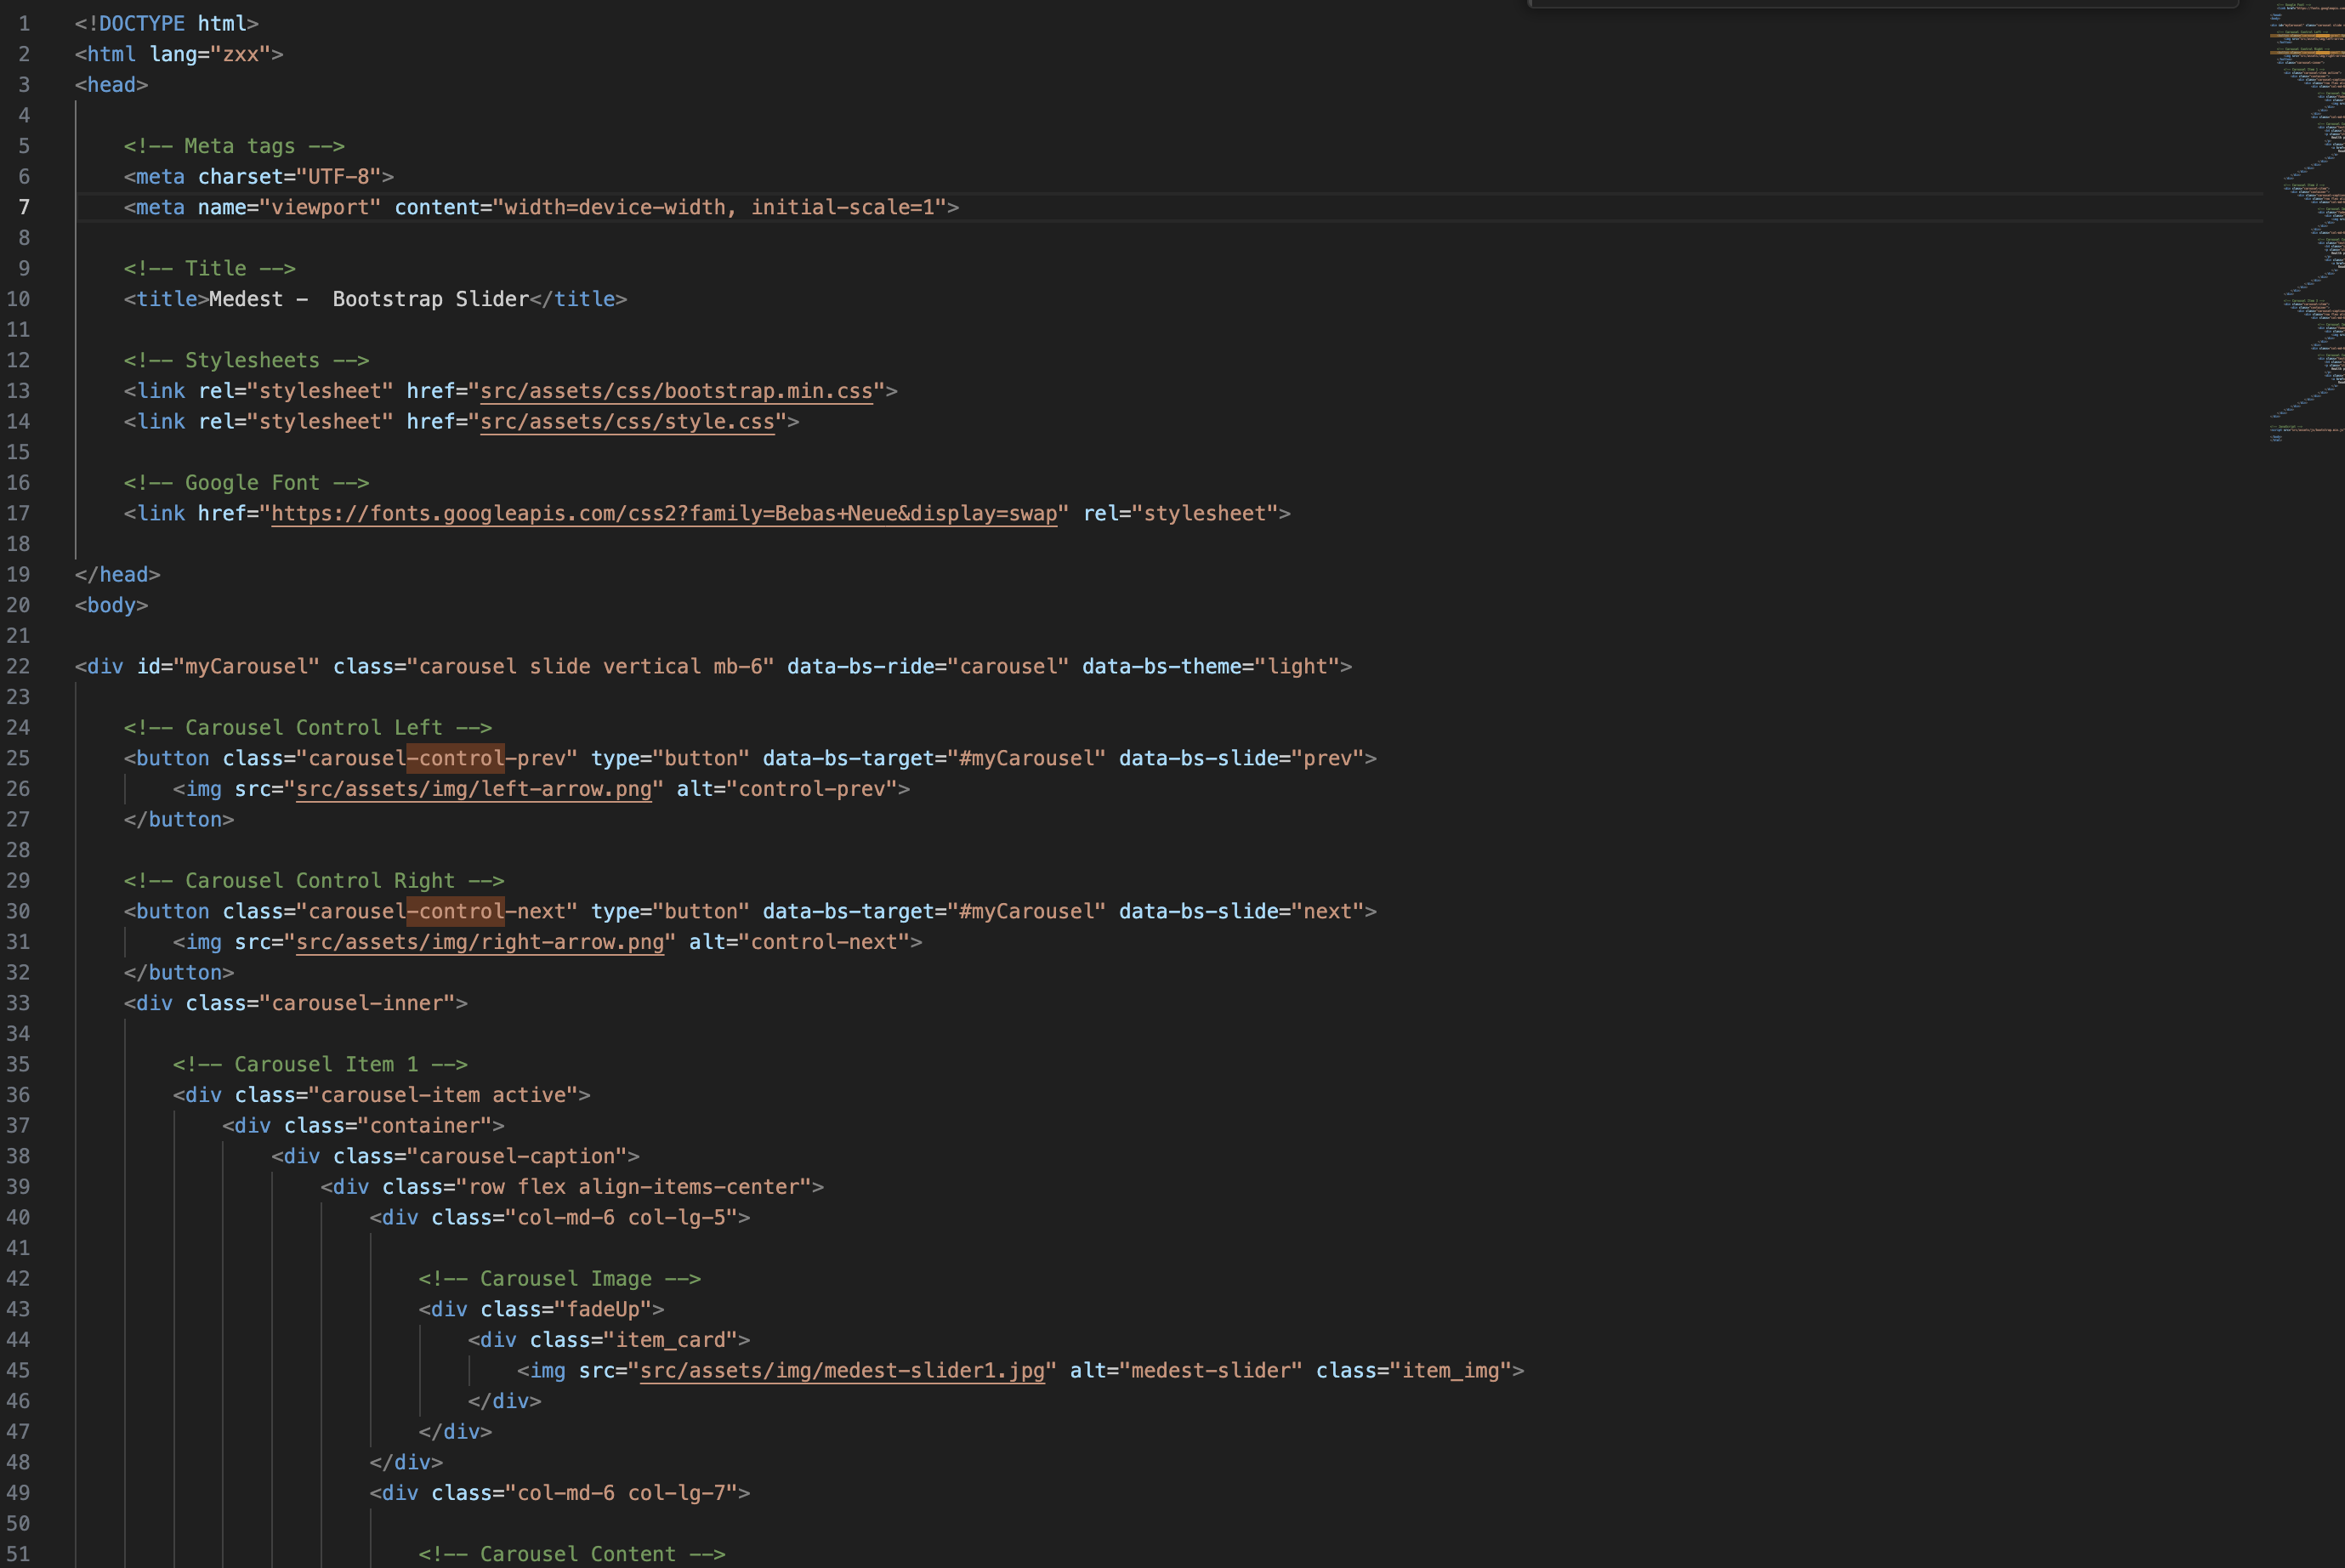 1 <!DOCTYPE html>
2 <html lang="zxx">
3 <head>
4
5 <!-- Meta tags -->
6 <meta charset="UTF-8">
7 <meta name="viewport" content="width=device-width, initial-scale=1">
8
9 <!-- Title -->
10 <title>Medest -  Bootstrap Slider</title>
11
12 <!-- Stylesheets -->
13 <link rel="stylesheet" href="src/assets/css/bootstrap.min.css">
14 <link rel="stylesheet" href="src/assets/css/style.css">
15
16 <!-- Google Font -->
17 <link href="https://fonts.googleapis.com/css2?family=Bebas+Neue&display=swap" rel="stylesheet">
18
19 </head>
20 <body>
21
22 <div id="myCarousel" class="carousel slide vertical mb-6" data-bs-ride="carousel" data-bs-theme="light">
23
24 <!-- Carousel Control Left -->
25 <button class="carousel-control-prev" type="button" data-bs-target="#myCarousel" data-bs-slide="prev">
26 <img src="src/assets/img/left-arrow.png" alt="control-prev">
27 </button>
28
29 <!-- Carousel Control Right -->
30 <button class="carousel-control-next" type="button" data-bs-target="#myCarousel" data-bs-slide="next">
31 <img src="src/assets/img/right-arrow.png" alt="control-next">
32 </button>
33 <div class="carousel-inner">
34
35 <!-- Carousel Item 1 -->
36 <div class="carousel-item active">
37 <div class="container">
38 <div class="carousel-caption">
39 <div class="row flex align-items-center">
40 <div class="col-md-6 col-lg-5">
41
42 <!-- Carousel Image -->
43 <div class="fadeUp">
44 <div class="item_card">
45 <img src="src/assets/img/medest-slider1.jpg" alt="medest-slider" class="item_img">
46 </div>
47 </div>
48 </div>
49 <div class="col-md-6 col-lg-7">
50
51 <!-- Carousel Content -->